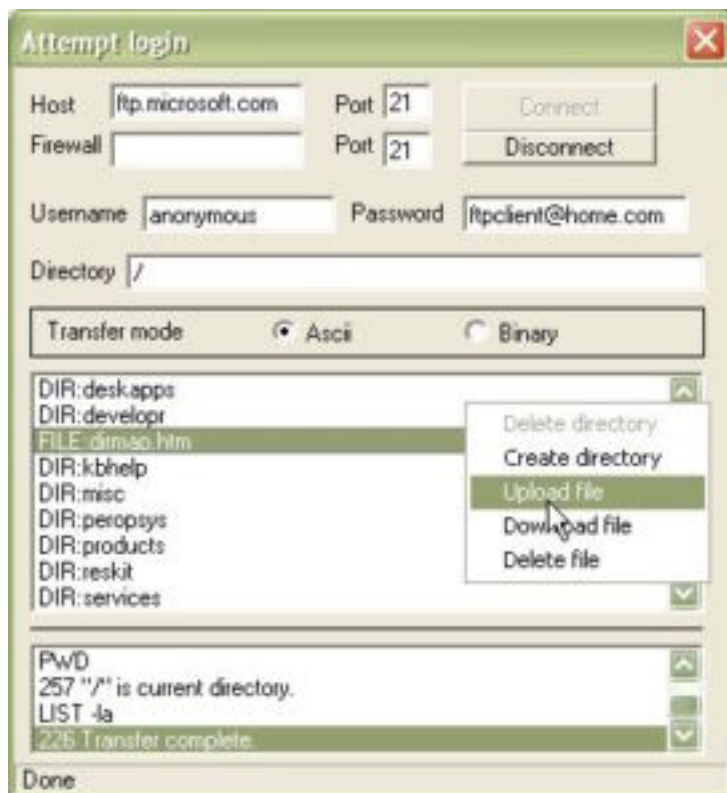 Attempt login
Host ftp.microsoft.com Port 21 Connect
Firewall Port 21 Disconnect
Username anonymous Password ftpclient@home.com
Directory /
Transfer mode Ascii Binary
DIR:deskapps
DIR:developr
FILE:dirmap.htm
DIR:kbhelp
DIR:misc
DIR:peropsys
DIR:products
DIR:reskit
DIR:services
Delete directory
Create directory
Upload file
Download file
Delete file
PWD
257 "/" is current directory.
LIST -la
226 Transfer complete.
Done